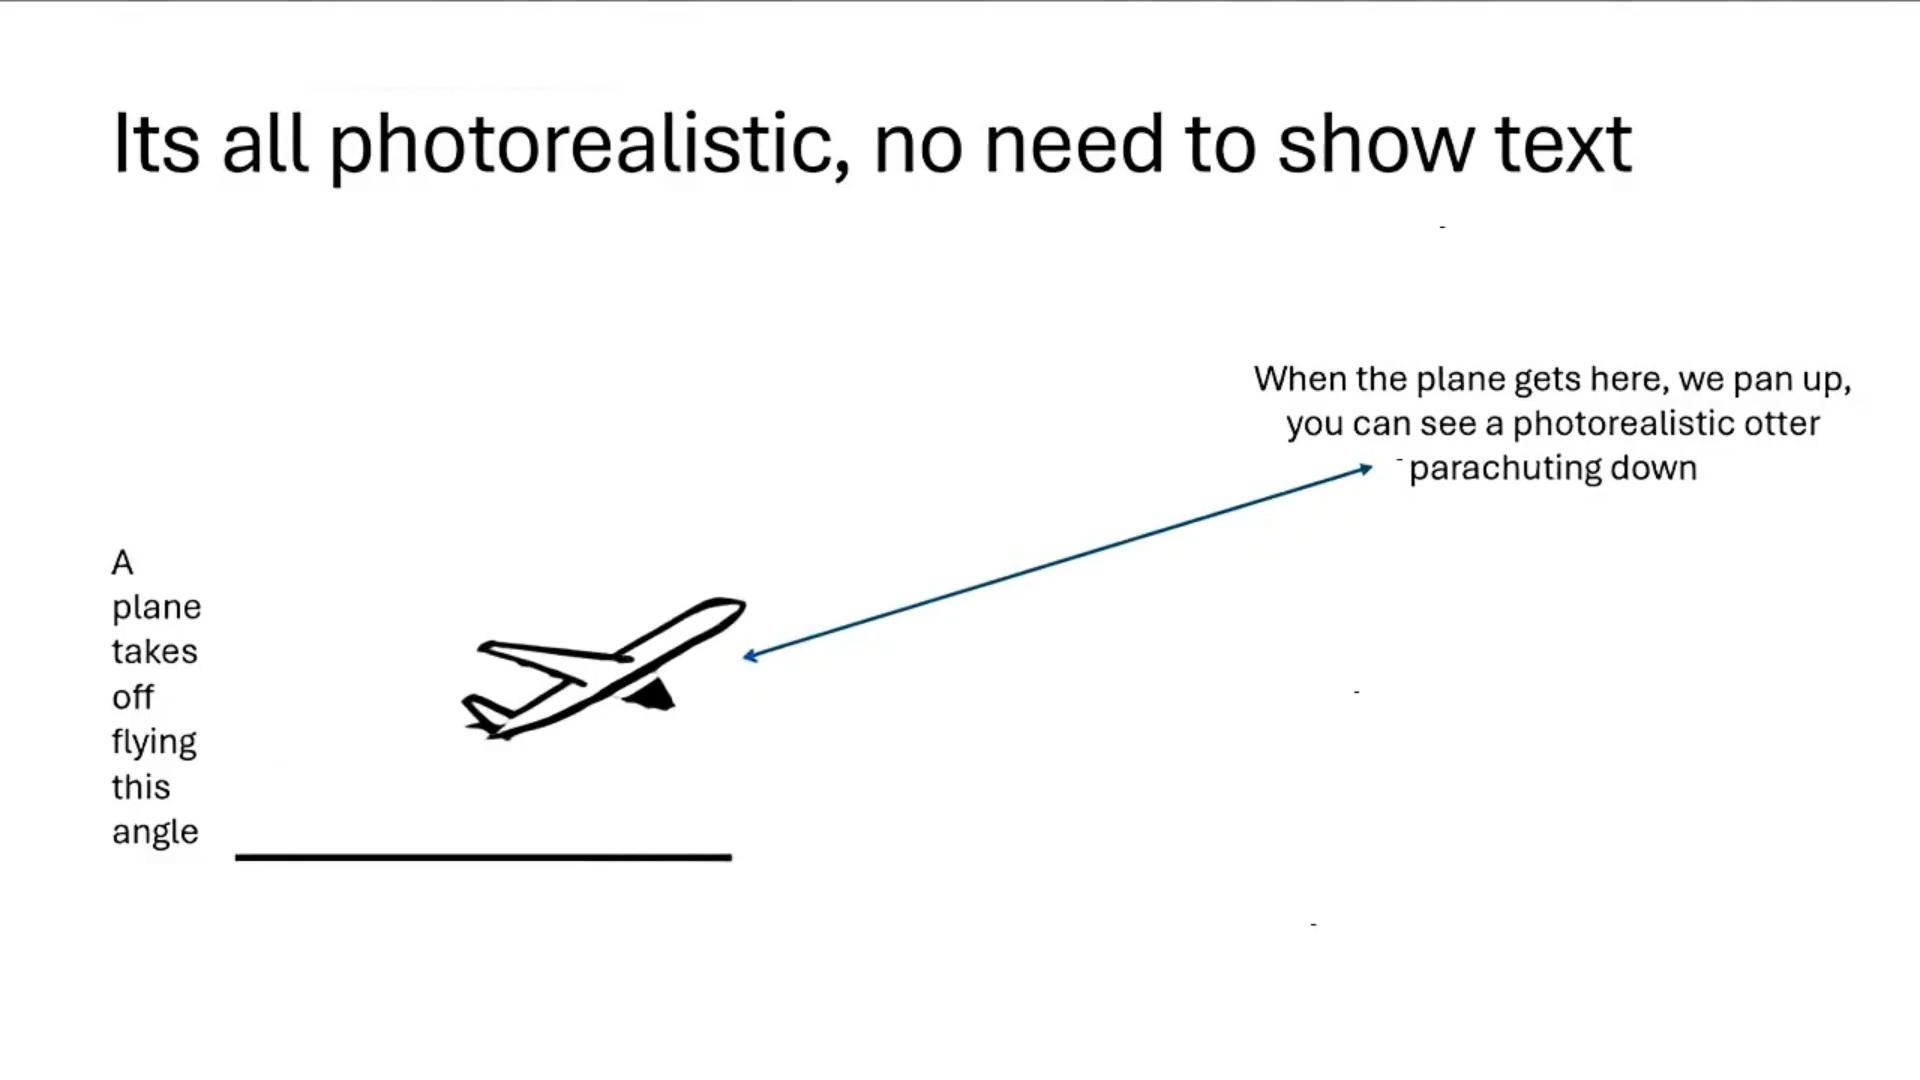 Its all photorealistic, no need to show text
When the plane gets here, we pan up,
you can see a photorealistic otter
parachuting down
A
plane
takes
off
flying
this
angle